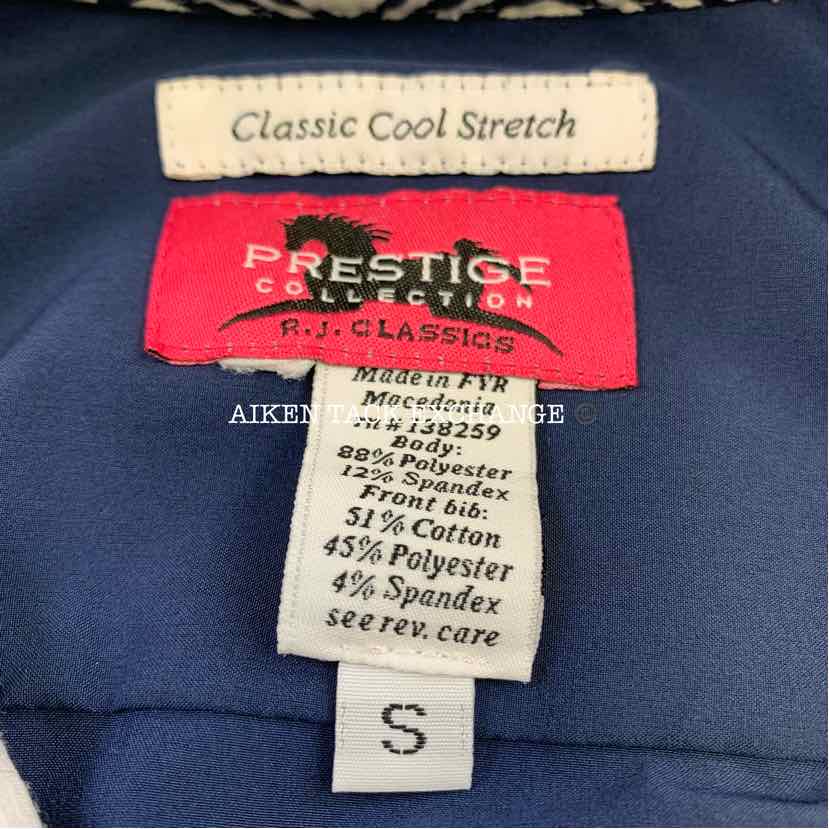 Classic Cool Stretch
PRESTIGE
COLLECTION
R.J. CLASSICS
Made in FYR
Macedonia
AIKEN TACK EXCHANGE ©
138259
Body:
88% Polyester
12% Spandex
Front bib:
51% Cotton
45% Polyester
4% Spandex
see rev. care
S